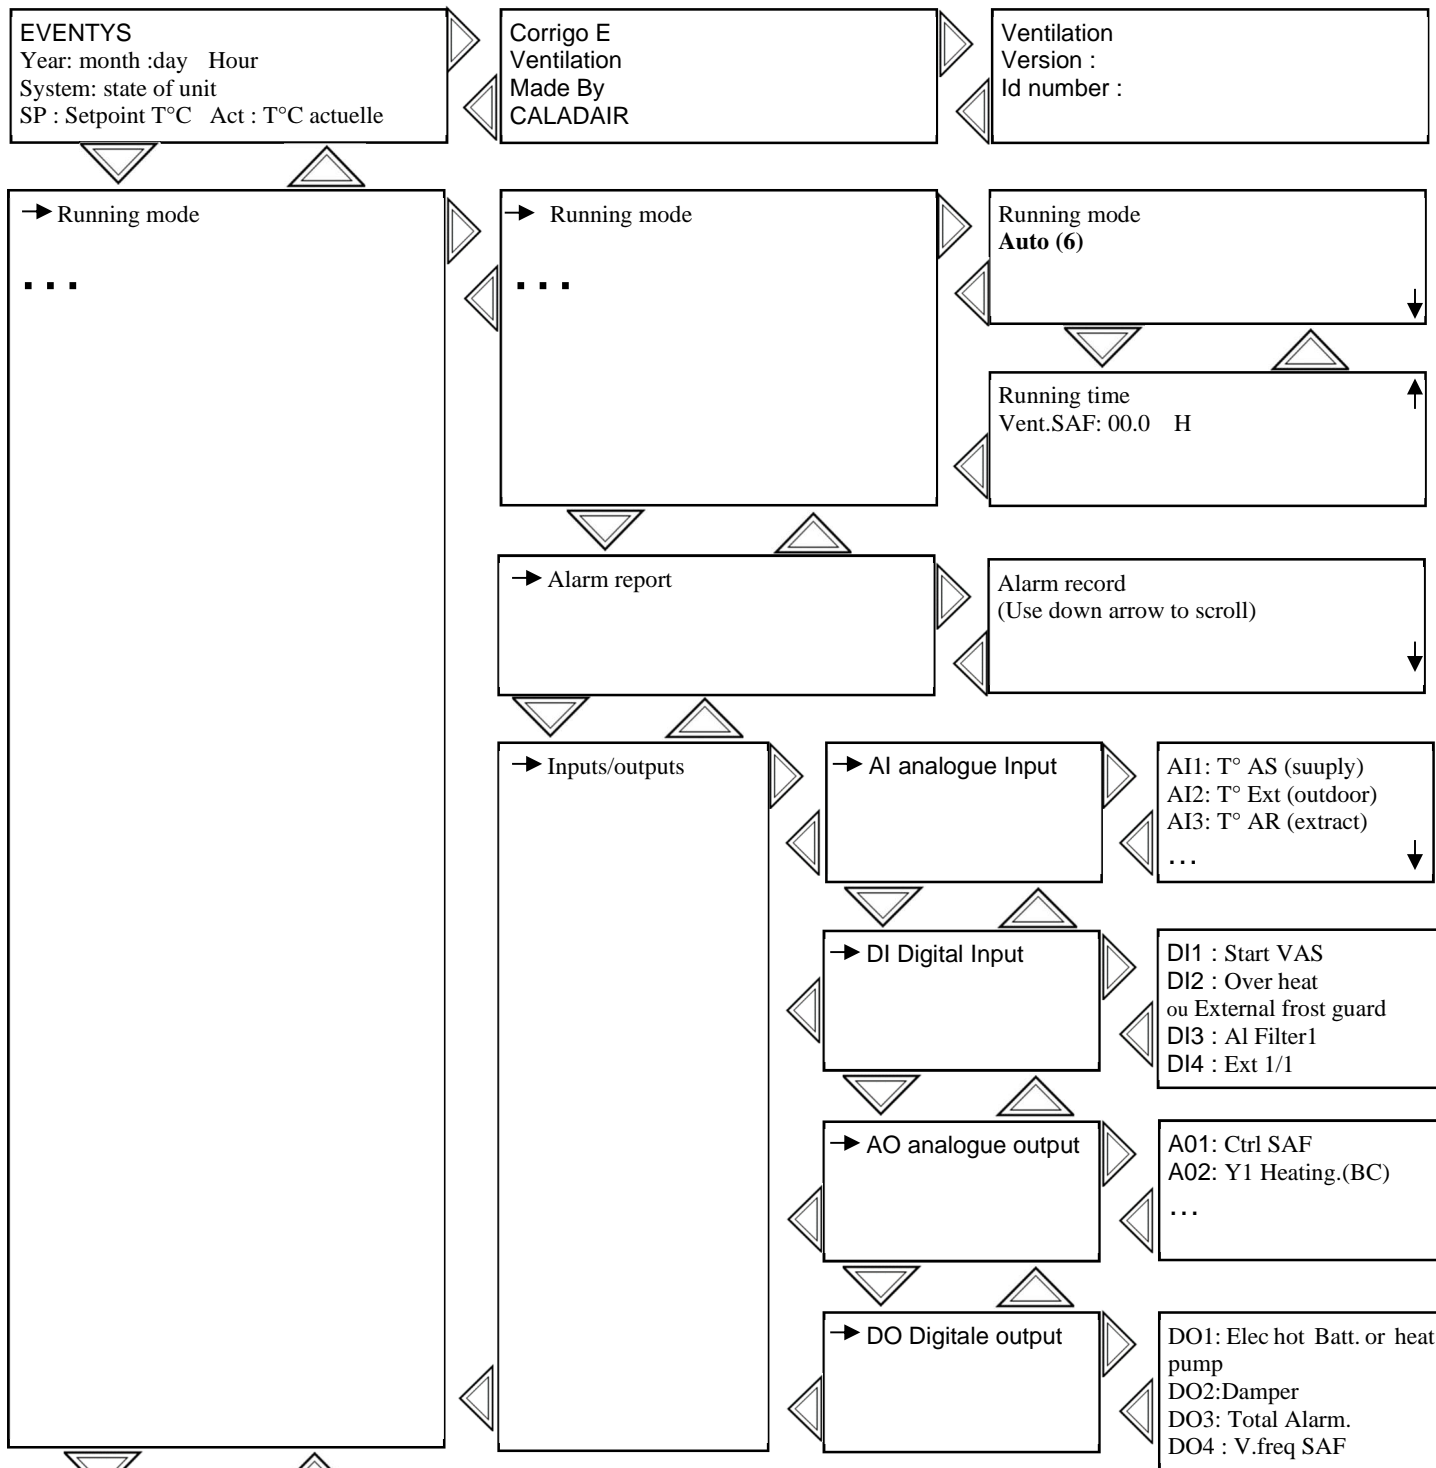 EVENTYS
Year: month :day Hour
System: state of unit
SP : Setpoint T°C Act : T°C actuelle
Corrigo E
Ventilation
Made By
CALADAIR
Ventilation
Version :
Id number :
Running mode
...
Running mode
...
Running mode
Auto (6)
Running time
Vent.SAF: 00.0 H
Alarm report
Alarm record
(Use down arrow to scroll)
Inputs/outputs
AI analogue Input
AI1: T° AS (suuply)
AI2: T° Ext (outdoor)
AI3: T° AR (extract)
...
DI Digital Input
DI1 : Start VAS
DI2 : Over heat
ou External frost guard
DI3 : Al Filter1
DI4 : Ext 1/1
AO analogue output
A01: Ctrl SAF
A02: Y1 Heating.(BC)
...
DO Digitale output
DO1: Elec hot Batt. or heat
pump
DO2:Damper
DO3: Total Alarm.
DO4 : V.freq SAF